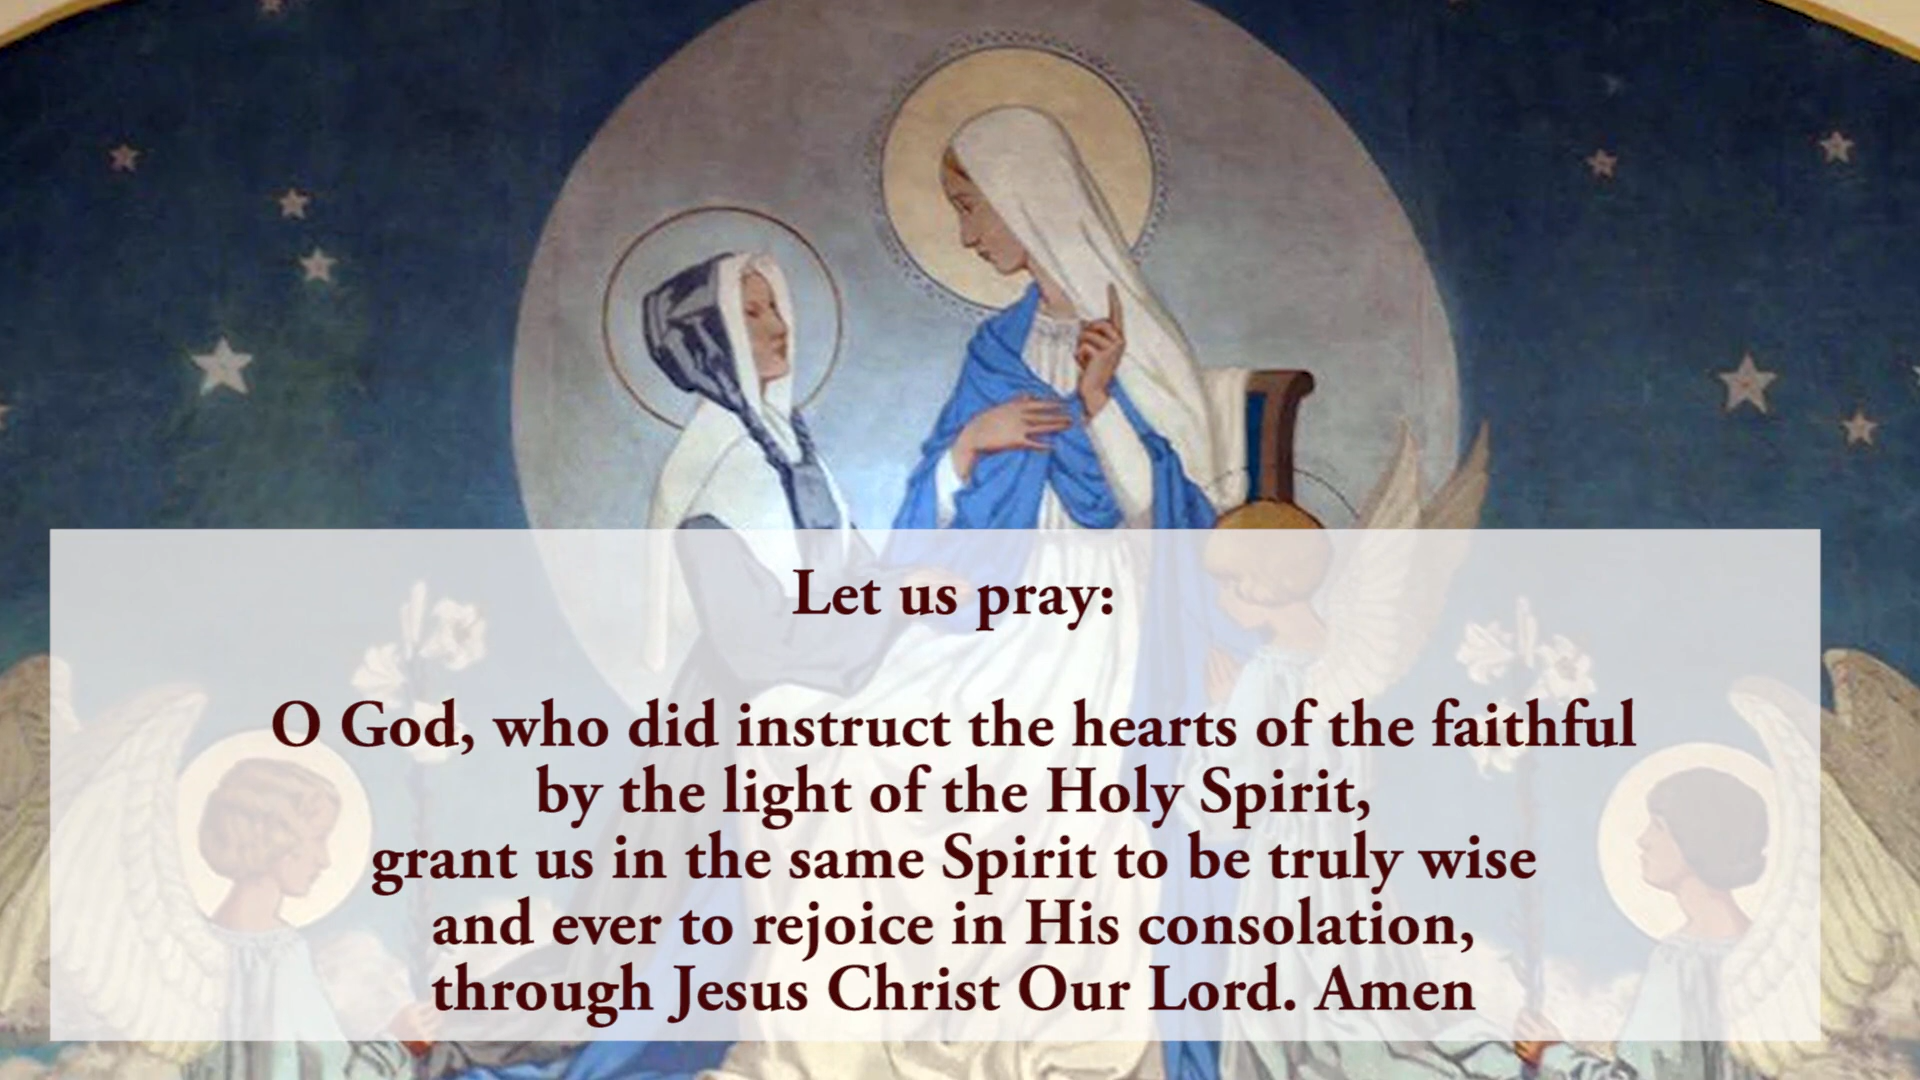 Let us pray:
O God, who did instruct the hearts of the faithful
by the light of the Holy Spirit,
grant us in the same Spirit to be truly wise
and ever to rejoice in His consolation,
through Jesus Christ Our Lord. Amen